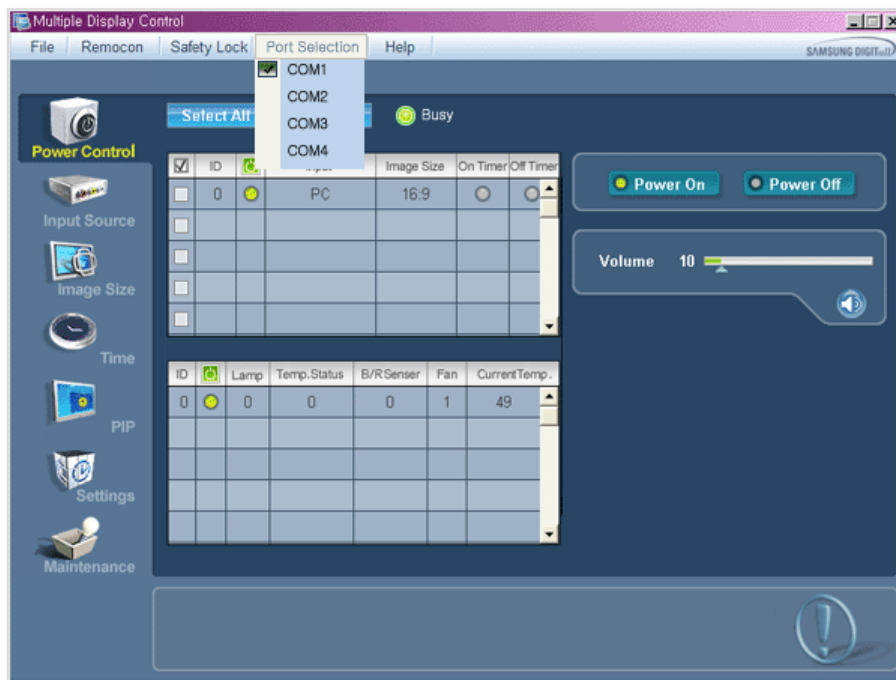 Multiple Display Control
File Remocon Safety Lock Port Selection Help
SAMSUNG DIGITall
COM1
COM2
COM3
COM4
Select All
Busy
Power Control
Input Source
Image Size
Time
PIP
Settings
Maintenance
ID Image Size On Timer Off Timer
0 PC 16:9
Power On Power Off
Volume 10
ID Lamp Temp.Status B/RSenser Fan CurrentTemp.
0 0 0 0 1 49